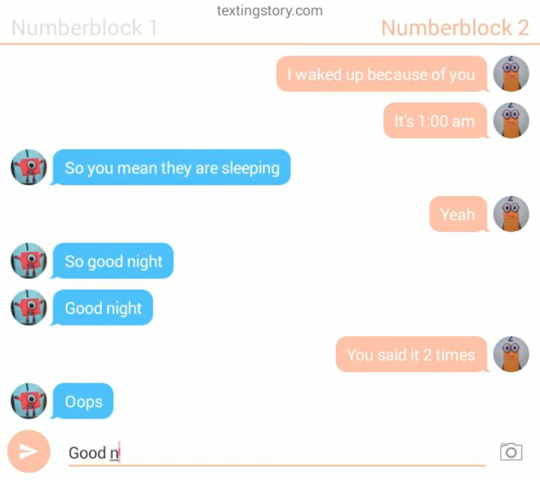 textingstory.com
Numberblock 1
Numberblock 2
I waked up because of you
It's 1:00 am
So you mean they are sleeping
Yeah
So good night
Good night
You said it 2 times
Oops
Good n